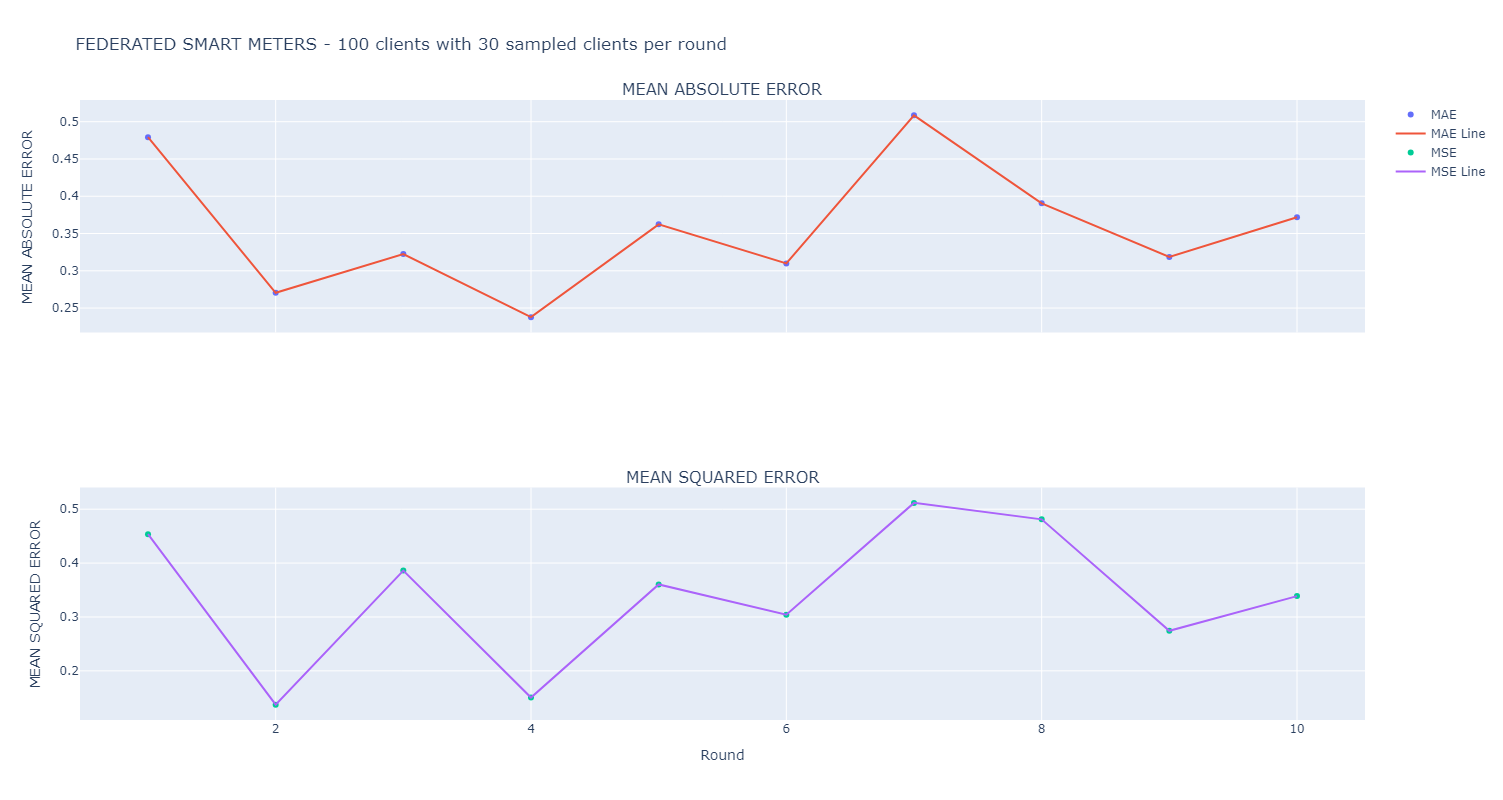 FEDERATED SMART METERS - 100 clients with 30 sampled clients per round
MEAN ABSOLUTE ERROR
MEAN ABSOLUTE ERROR
0.5
0.45
0.4
0.35
0.3
0.25
MAE
MAE Line
MSE
MSE Line
MEAN SQUARED ERROR
MEAN SQUARED ERROR
0.5
0.4
0.3
0.2
2
4
6
8
10
Round